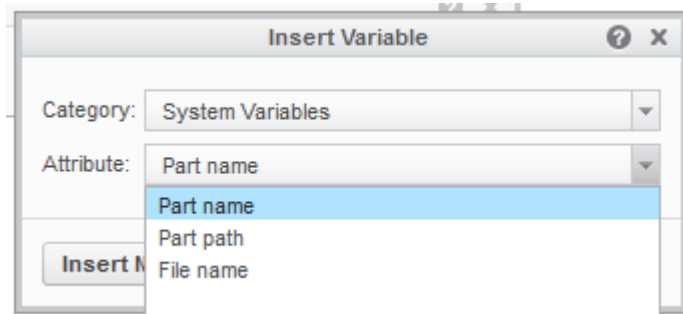 Insert Variable
Category: System Variables
Attribute: Part name
Part name
Part path
File name
Insert